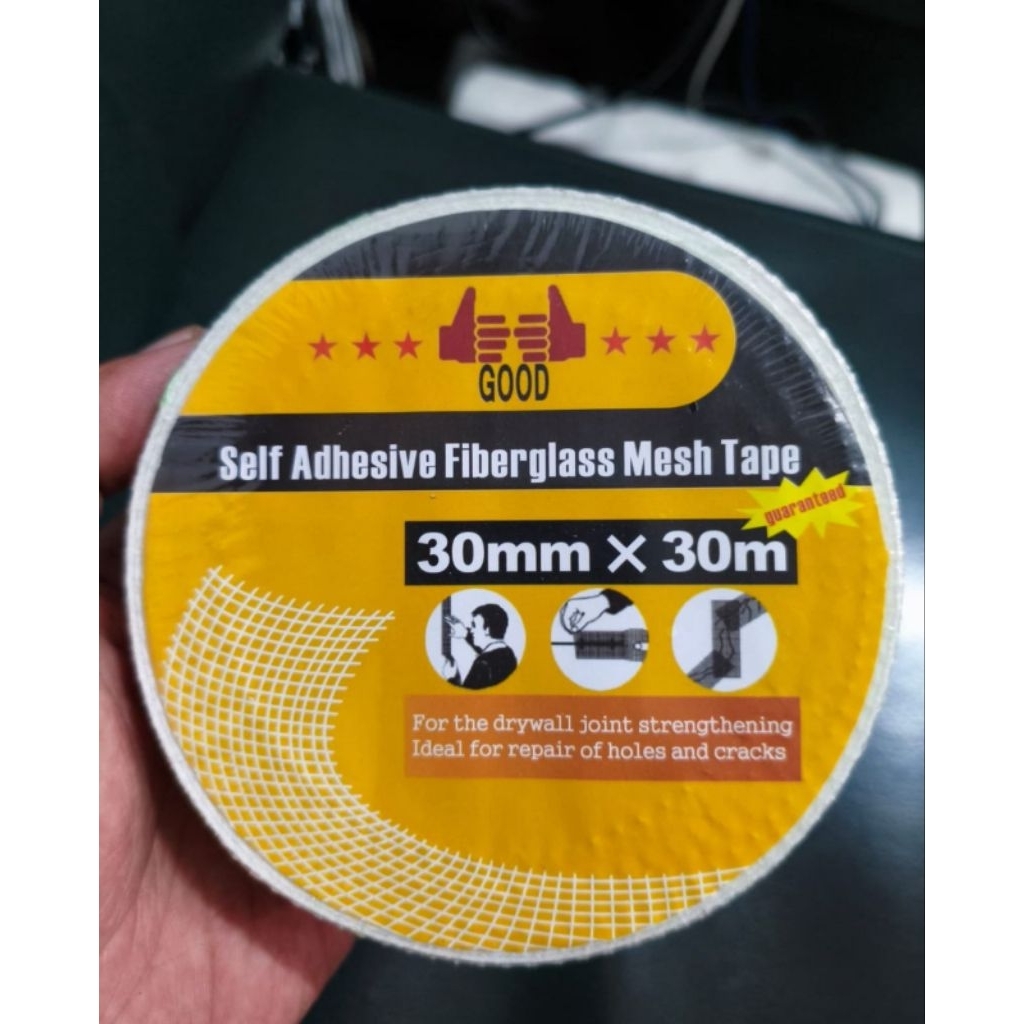 GOOD
Self Adhesive Fiberglass Mesh Tape
guaranteed
30mm × 30m
For the drywall joint strengthening
Ideal for repair of holes and cracks